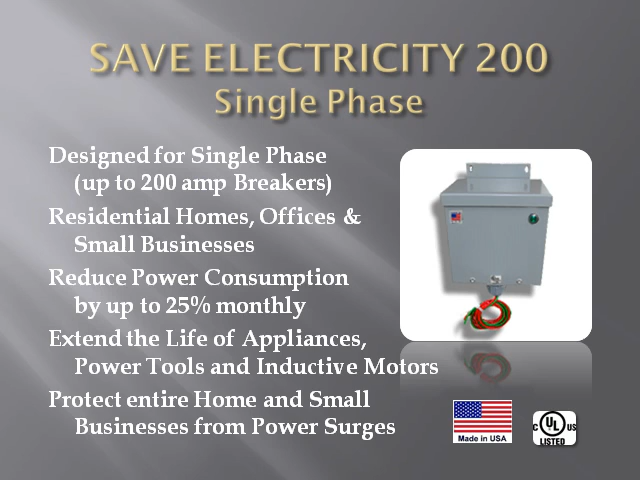 SAVE ELECTRICITY 200
Single Phase
Designed for Single Phase
(up to 200 amp Breakers)
Residential Homes, Offices &
Small Businesses
Reduce Power Consumption
by up to 25% monthly
Extend the Life of Appliances,
Power Tools and Inductive Motors
Protect entire Home and Small
Businesses from Power Surges
Made in USA
C UL US
LISTED